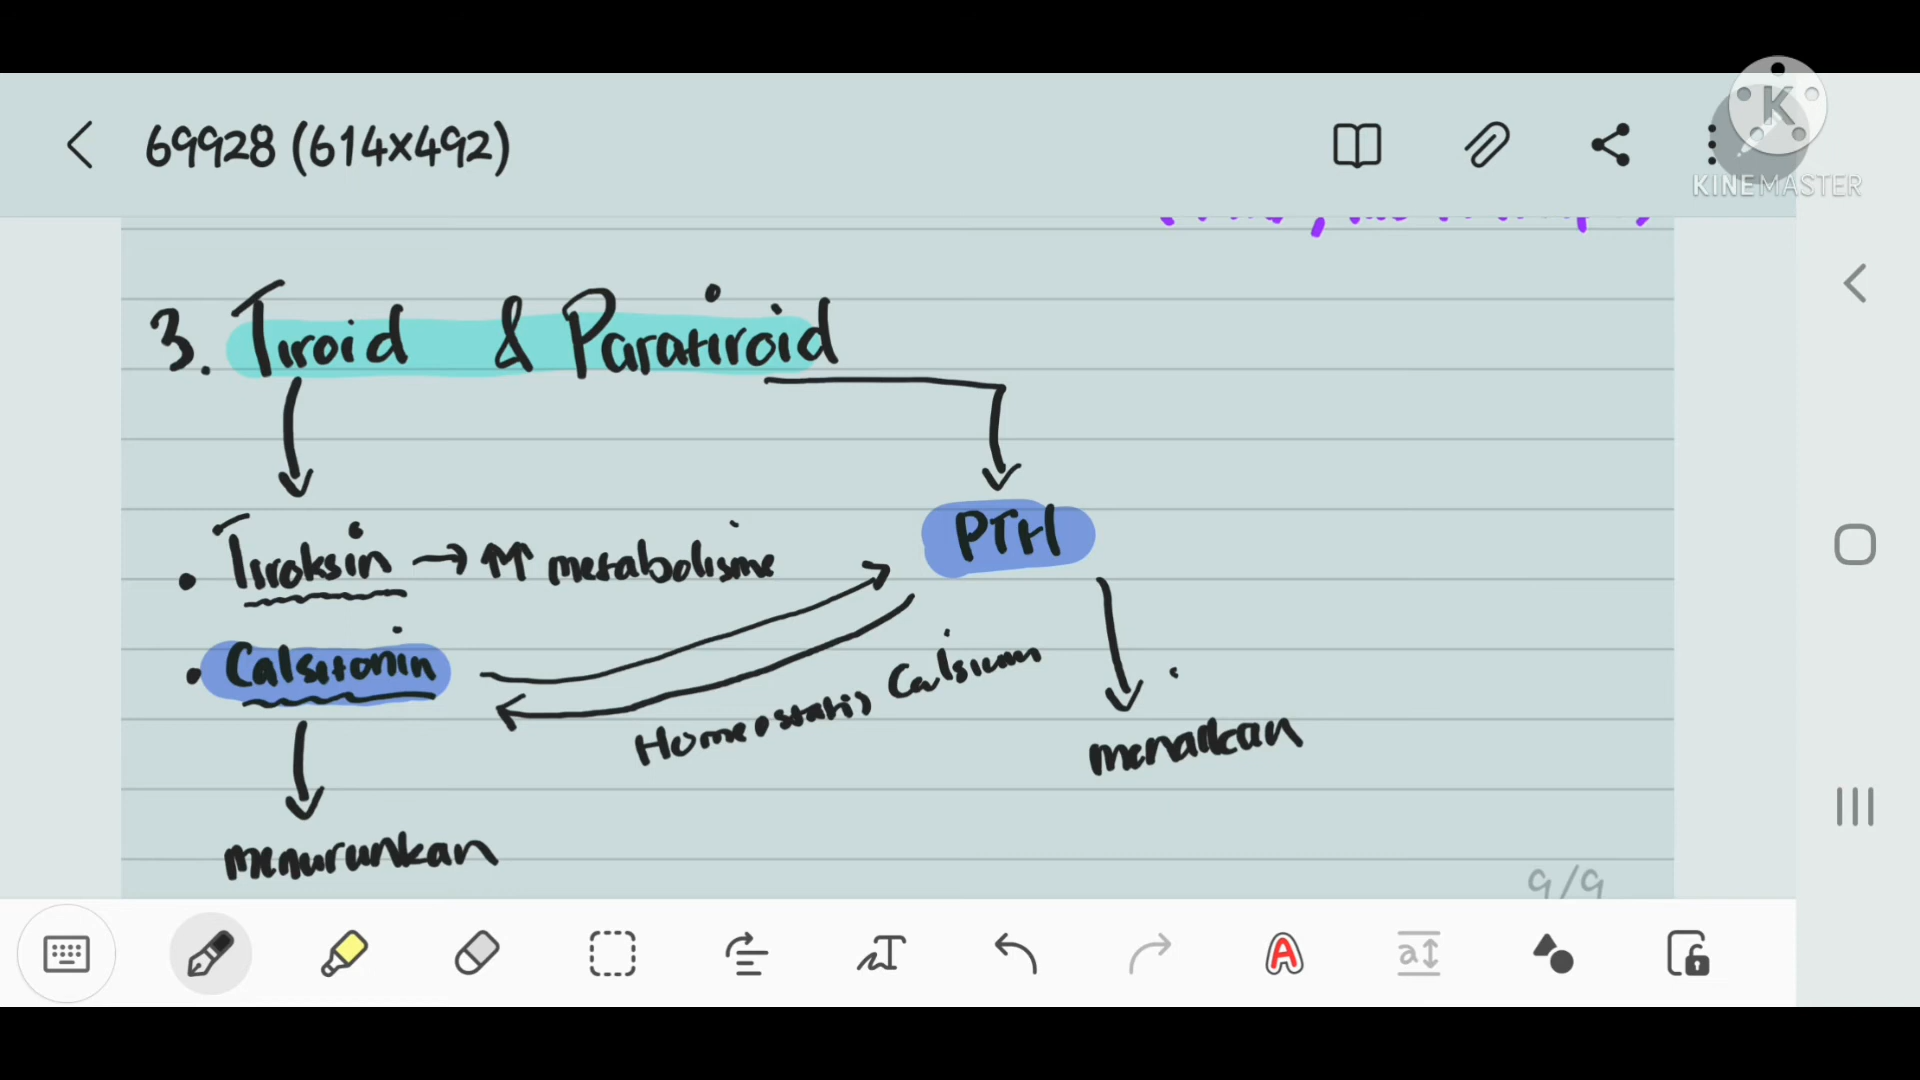 69928 (614x492)
KINEMASTER
3. Tiroid & Paratiroid
• Tiroksin → ↑↑ metabolisme
PTH
• Calsitonin
Homeostatis Calsium
menaikan
menurunkan
9/9